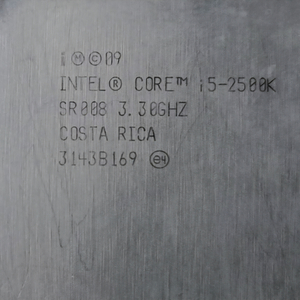 i Ⓜ © 09
INTEL® CORE™ i5-2500K
SR008 3.30GHZ
COSTA RICA
3143B169 e4